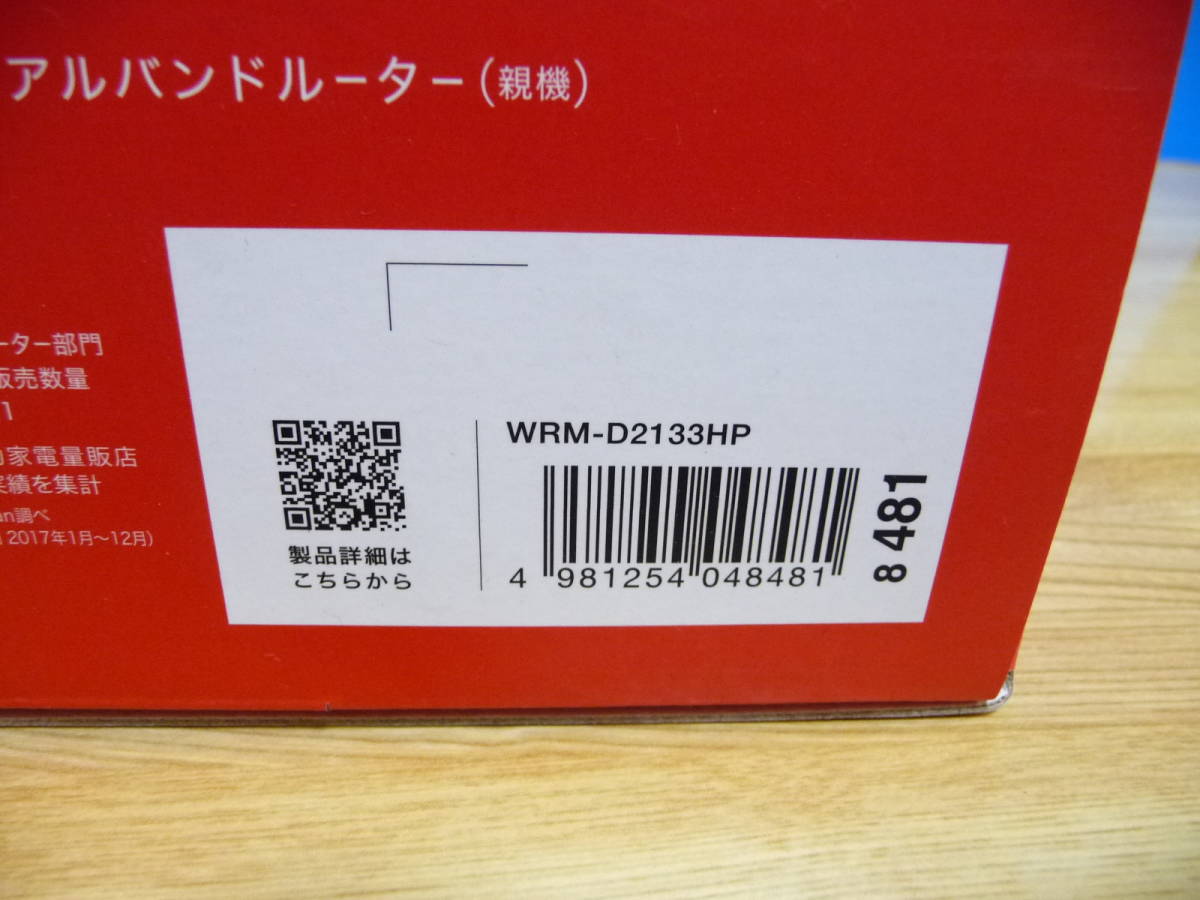 アルバンドルーター(親機)
ーター部門
販売数量
1
家電量販店
実績を集計
an調べ
2017年1月〜12月)
製品詳細は
こちらから
WRM-D2133HP
4 981254 048481
8 481